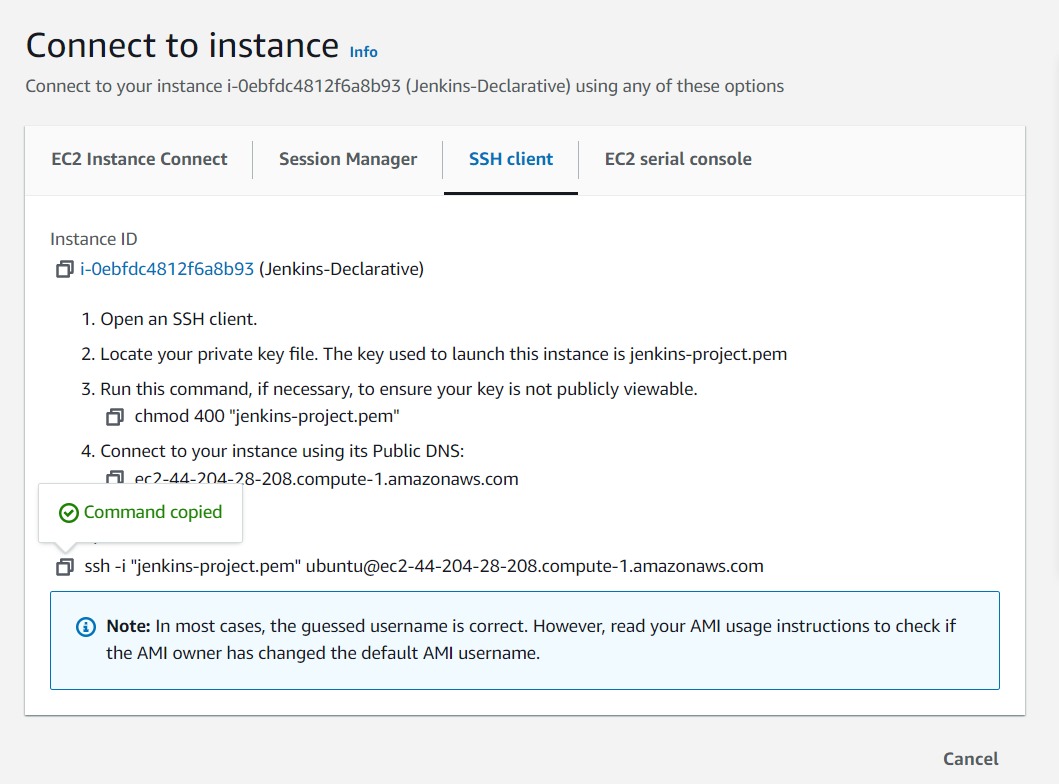 Connect to instance Info
Connect to your instance i-0ebfdc4812f6a8b93 (Jenkins-Declarative) using any of these options
EC2 Instance Connect
Session Manager
SSH client
EC2 serial console
Instance ID
i-0ebfdc4812f6a8b93 (Jenkins-Declarative)
1. Open an SSH client.
2. Locate your private key file. The key used to launch this instance is jenkins-project.pem
3. Run this command, if necessary, to ensure your key is not publicly viewable.
chmod 400 "jenkins-project.pem"
4. Connect to your instance using its Public DNS:
ec2-44-204-28-208.compute-1.amazonaws.com
Command copied
ssh -i "jenkins-project.pem" ubuntu@ec2-44-204-28-208.compute-1.amazonaws.com
Note: In most cases, the guessed username is correct. However, read your AMI usage instructions to check if
the AMI owner has changed the default AMI username.
Cancel